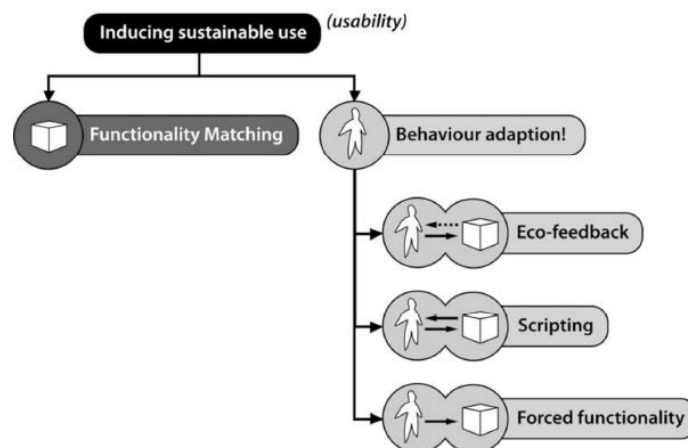 Inducing sustainable use
(usability)
Functionality Matching
Behaviour adaption!
Eco-feedback
Scripting
Forced functionality